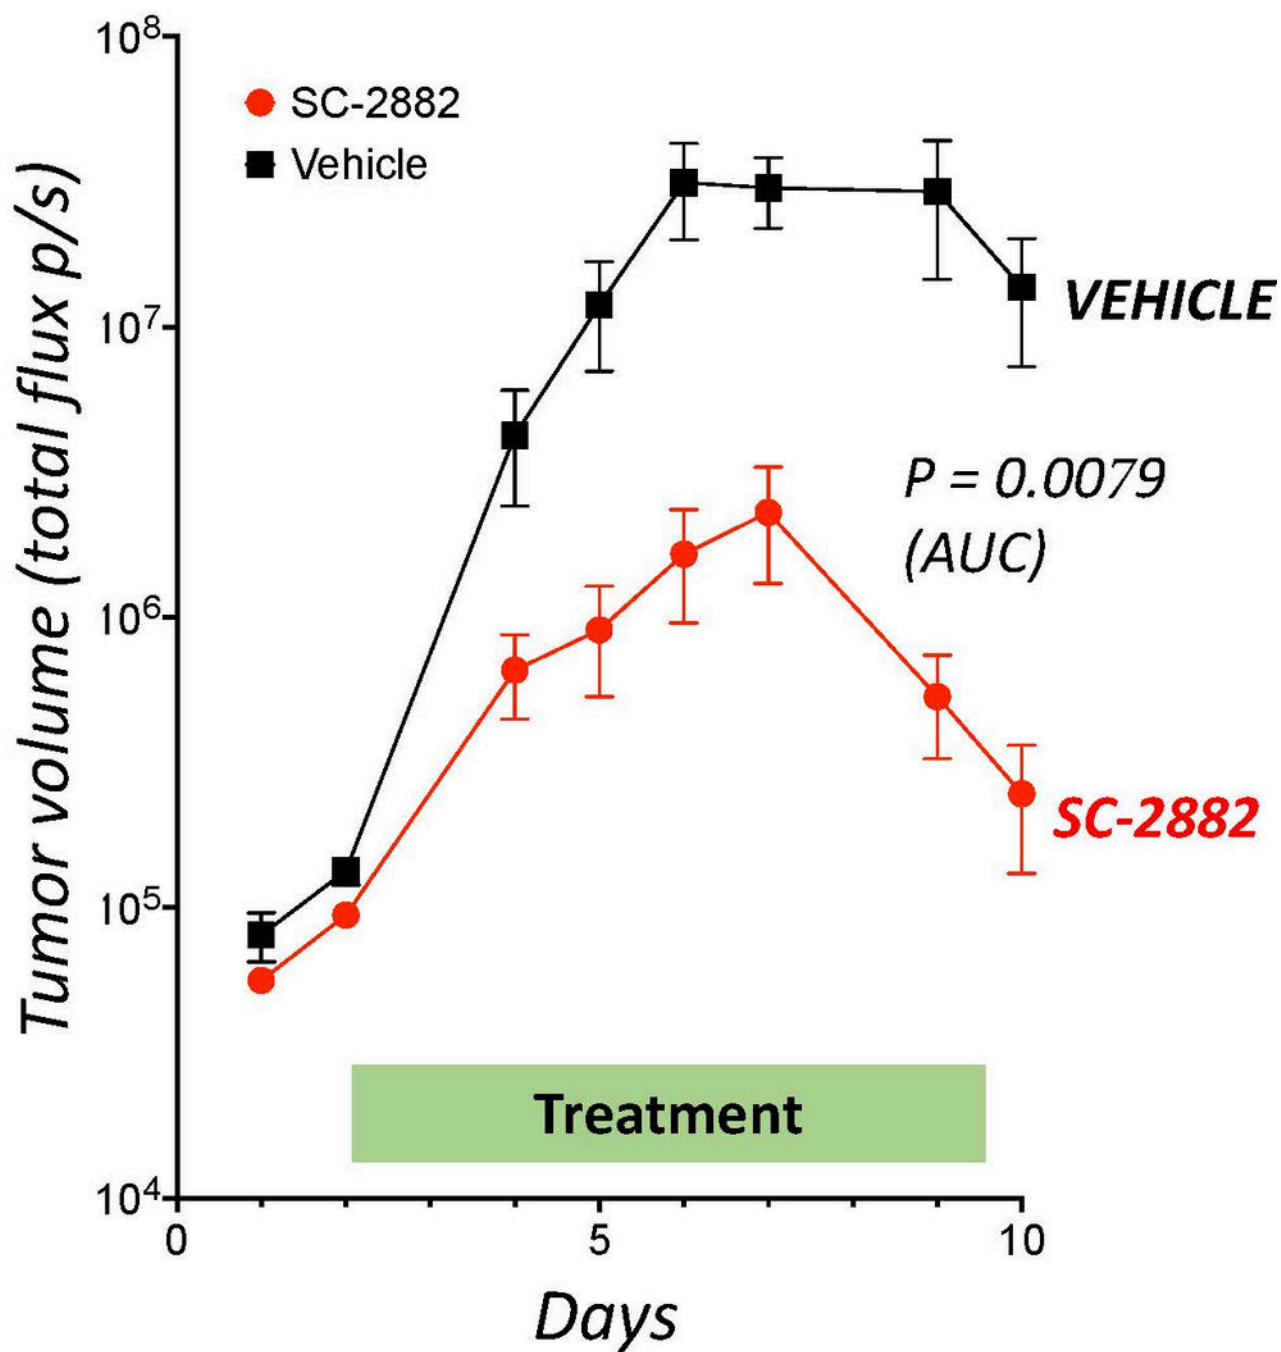 10⁸
SC-2882
Vehicle
Tumor volume (total flux p/s)
10⁷
VEHICLE
P = 0.0079
(AUC)
10⁶
SC-2882
10⁵
Treatment
10⁴
0 5 10
Days